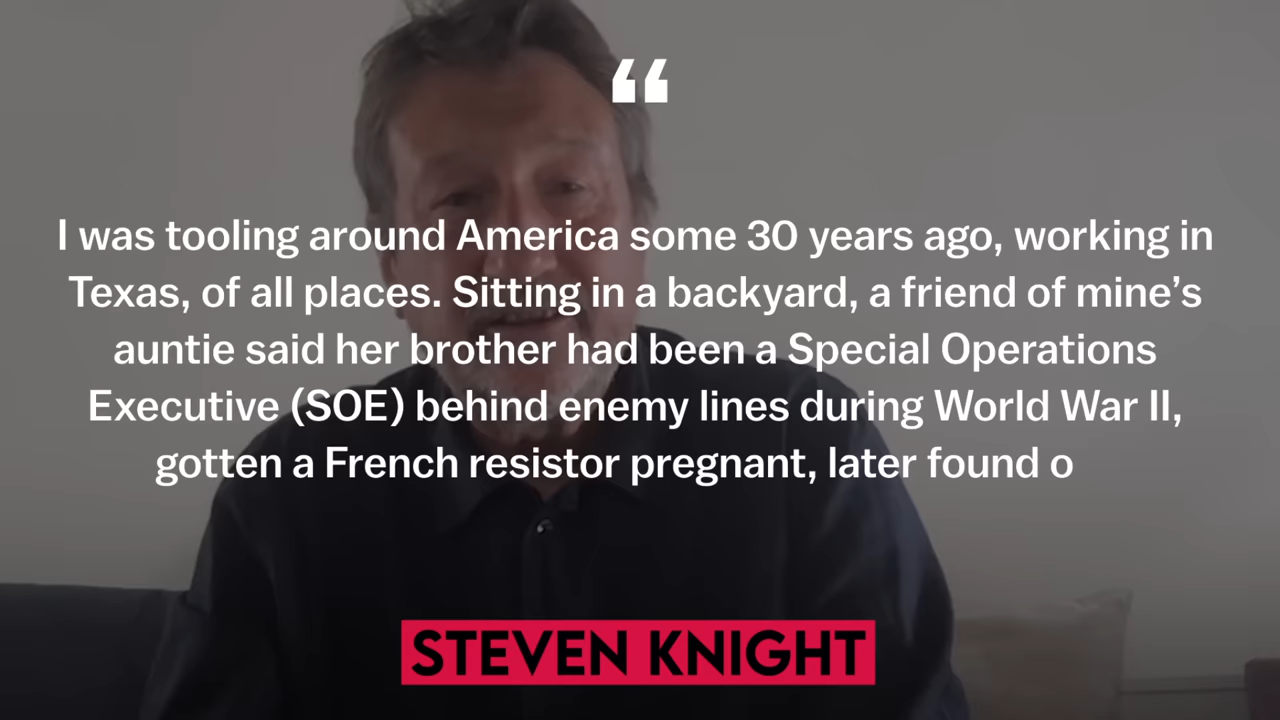 “
I was tooling around America some 30 years ago, working in
Texas, of all places. Sitting in a backyard, a friend of mine’s
auntie said her brother had been a Special Operations
Executive (SOE) behind enemy lines during World War II,
gotten a French resistor pregnant, later found o
STEVEN KNIGHT